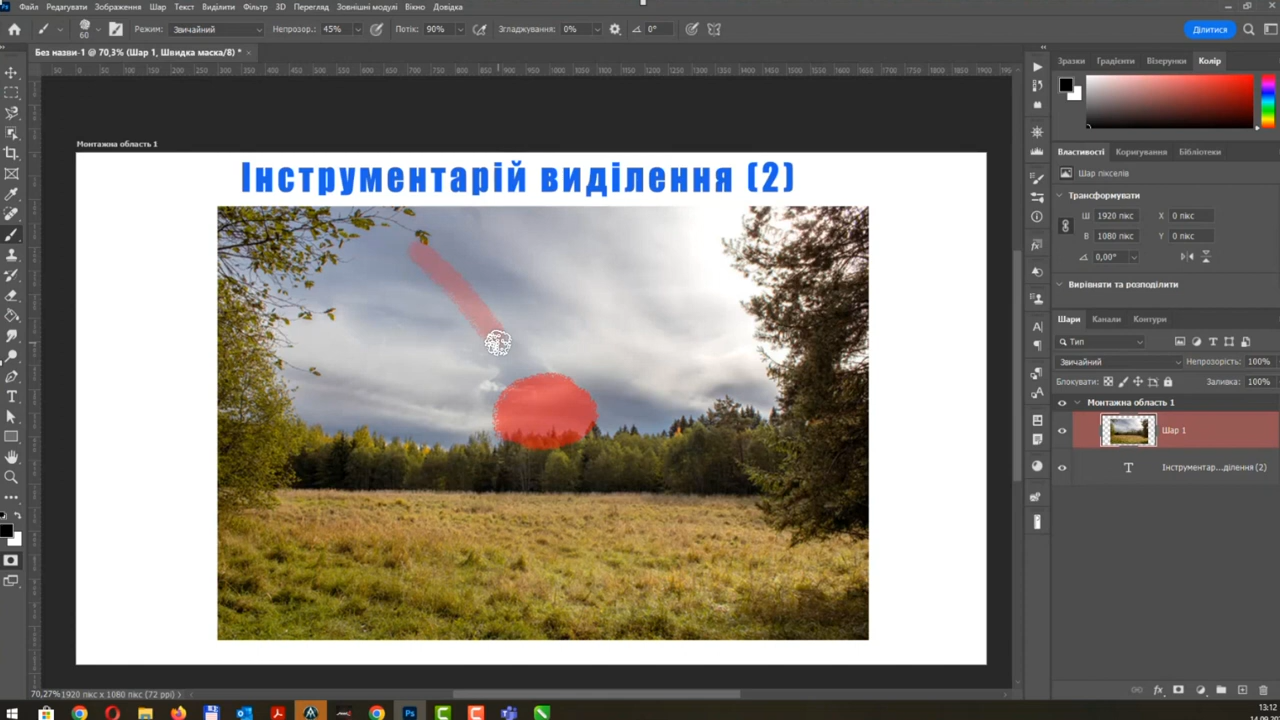 Файл Редагувати Зображення Шар Текст Виділити Фільтр 3D Перегляд Зовнішні модулі Вікно Довідка
60 Режим: Звичайний Непрозор.: 45% Потік: 90% Згладжування: 0% 0° Ділитися
Без назви-1 @ 70,3% (Шар 1, Швидка маска/8) *
Зразки Градієнти Візерунки Колір
Монтажна область 1
Інструментарій виділення (2)
Властивості Коригування Бібліотеки
Шар пікселів
Трансформувати
Ш 1920 пікс X 0 пікс
В 1080 пікс Y 0 пікс
0,00°
Вирівняти та розподілити
Шари Канали Контури
Тип
Звичайний Непрозорість: 100%
Блокувати: Заливка: 100%
Монтажна область 1
Шар 1
Інструментар...ділення (2)
70,27% 1920 пікс x 1080 пікс (72 ppi)
13:12